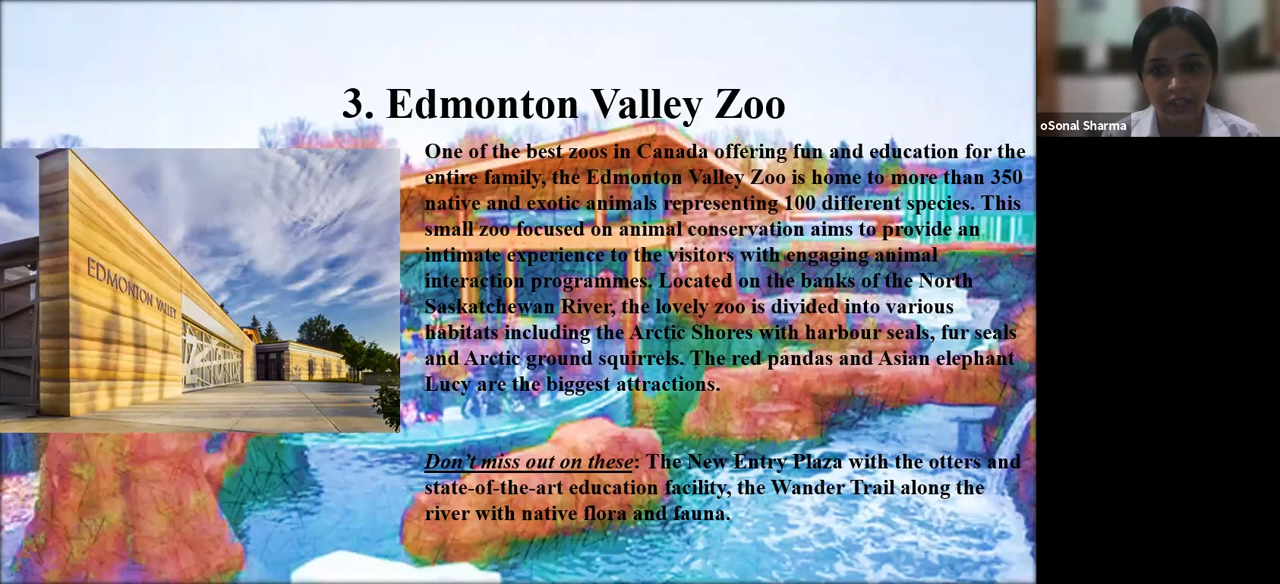 3. Edmonton Valley Zoo
One of the best zoos in Canada offering fun and education for the
entire family, the Edmonton Valley Zoo is home to more than 350
native and exotic animals representing 100 different species. This
small zoo focused on animal conservation aims to provide an
intimate experience to the visitors with engaging animal
interaction programmes. Located on the banks of the North
Saskatchewan River, the lovely zoo is divided into various
habitats including the Arctic Shores with harbour seals, fur seals
and Arctic ground squirrels. The red pandas and Asian elephant
Lucy are the biggest attractions.
Don't miss out on these: The New Entry Plaza with the otters and
state-of-the-art education facility, the Wander Trail along the
river with native flora and fauna.
EDMONTON VALLEY
oSonal Sharma